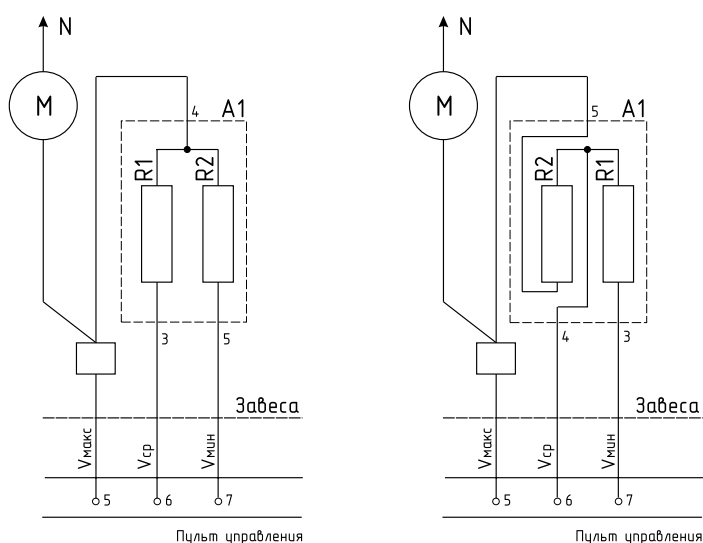 N
M
4
A1
R1
R2
3
5
Завеса
Vмакс
Vср
Vмин
5
6
7
Пульт управления
N
M
5
A1
R2
R1
4
3
Завеса
Vмакс
Vср
Vмин
5
6
7
Пульт управления